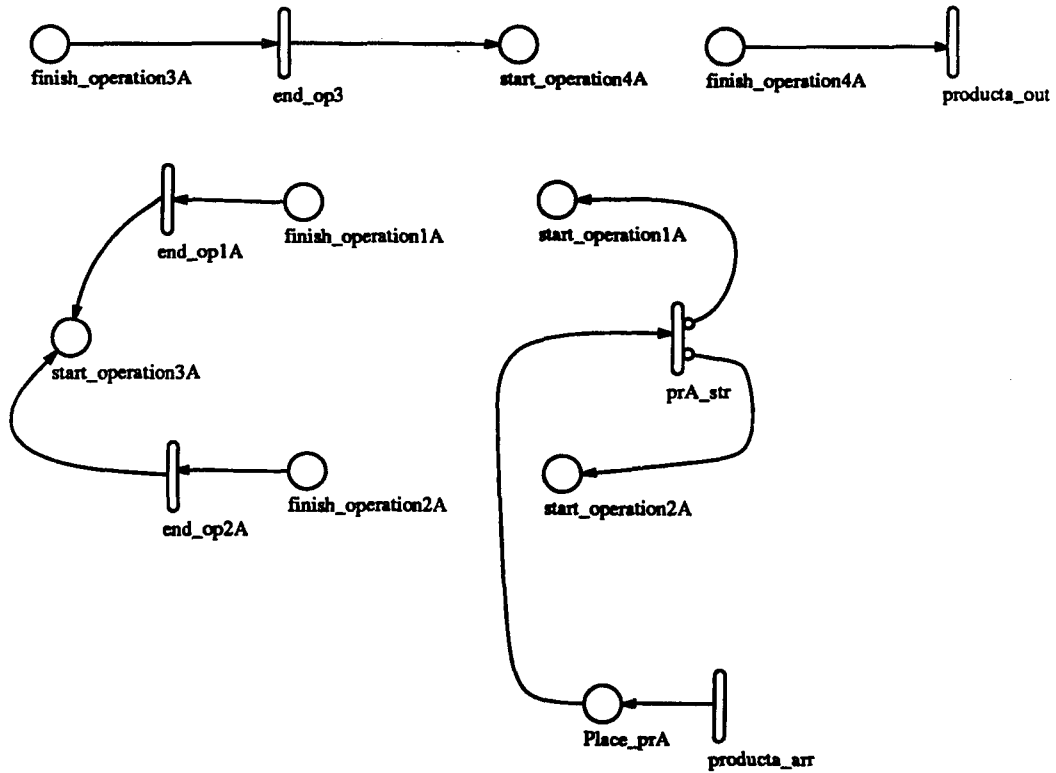 finish_operation3A
end_op3
start_operation4A
finish_operation4A
producta_out
end_op1A
finish_operation1A
start_operation1A
start_operation3A
prA_str
end_op2A
finish_operation2A
start_operation2A
Place_prA
producta_arr